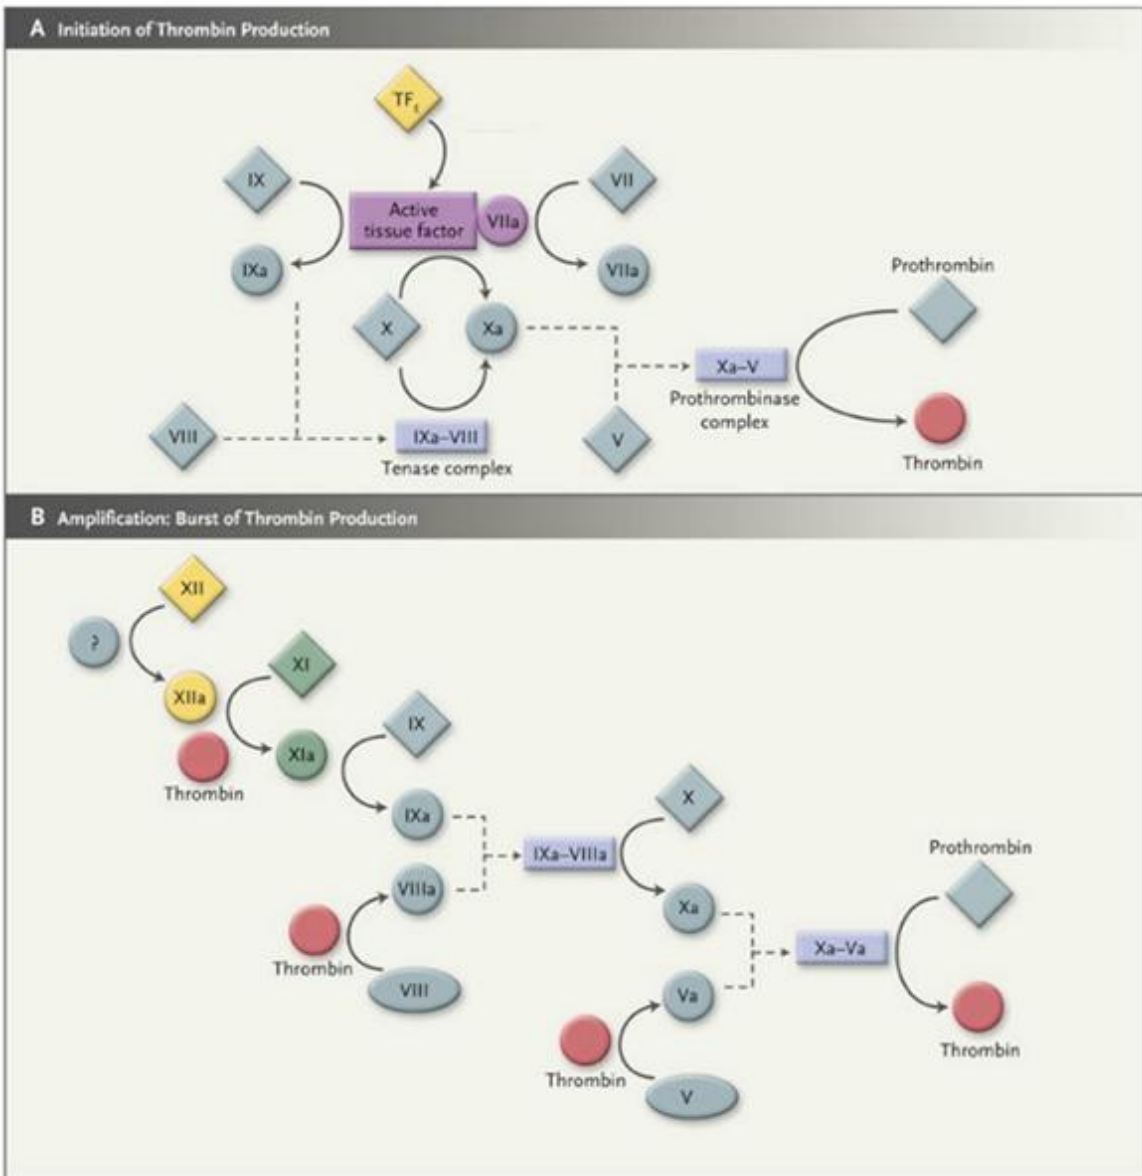 A Initiation of Thrombin Production
TF
IX
VII
Active
tissue factor
VIIa
IXa
VIIa
Prothrombin
X
Xa
Xa–V
Prothrombinase
complex
VIII
IXa–VIII
V
Tenase complex
Thrombin
B Amplification: Burst of Thrombin Production
XII
?
XI
XIIa
IX
XIa
Thrombin
X
IXa
Prothrombin
IXa–VIIIa
VIIIa
Xa
Thrombin
Xa–Va
VIII
Va
Thrombin
Thrombin
V